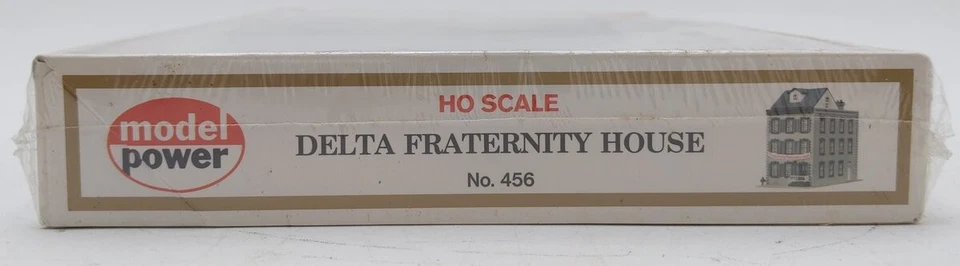 model
power
HO SCALE
DELTA FRATERNITY HOUSE
No. 456